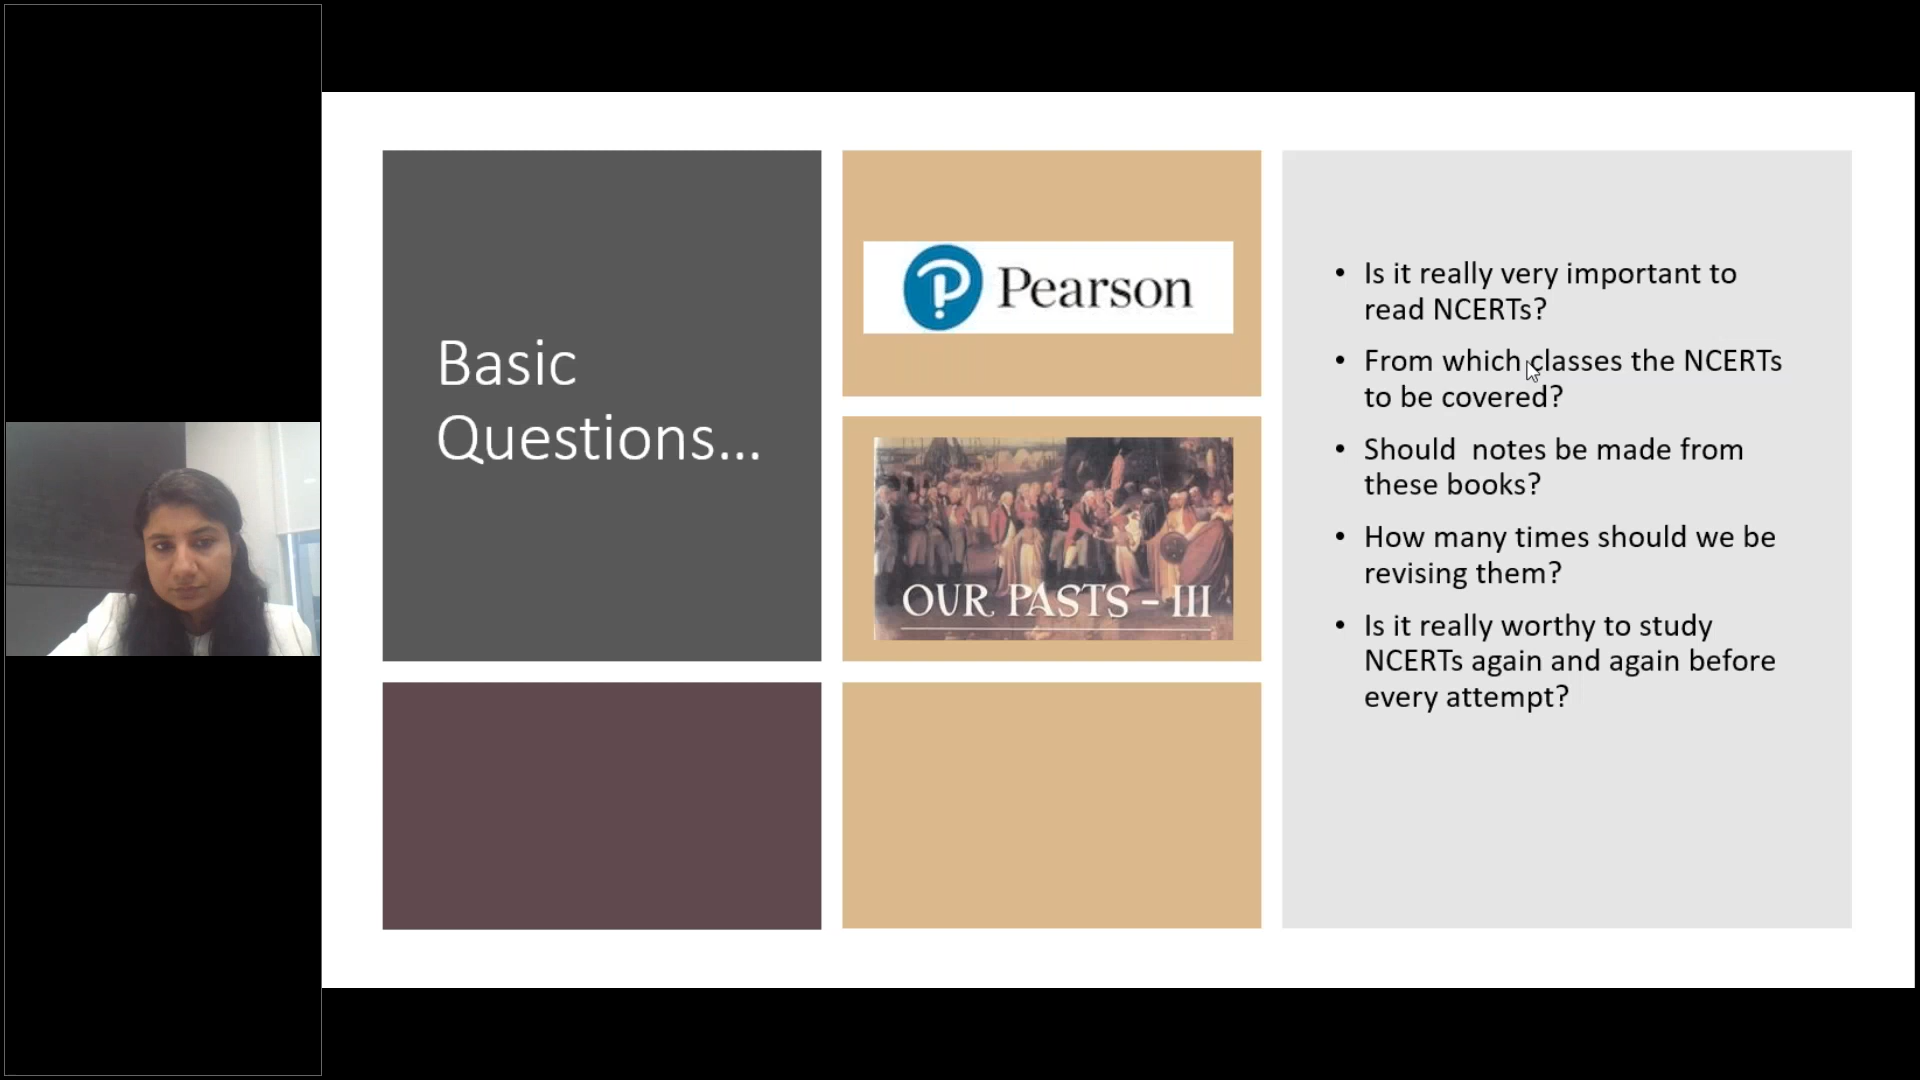 Basic
Questions...
Pearson
OUR PASTS - III
• Is it really very important to
read NCERTs?
• From which classes the NCERTs
to be covered?
• Should  notes be made from
these books?
• How many times should we be
revising them?
• Is it really worthy to study
NCERTs again and again before
every attempt?